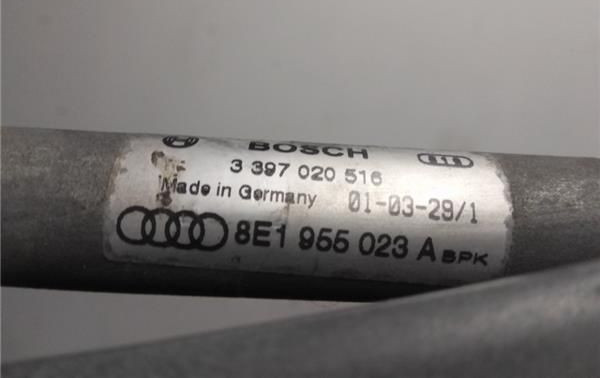 BOSCH
3 397 020 516
Made in Germany 01-03-29/1
8E1 955 023 A BPK